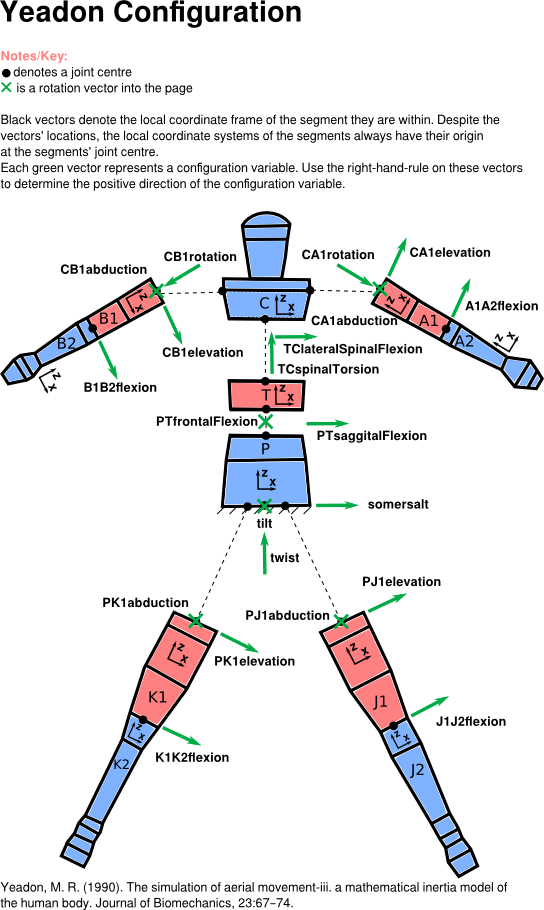 Yeadon Configuration
Notes/Key:
denotes a joint centre
is a rotation vector into the page
Black vectors denote the local coordinate frame of the segment they are within. Despite the
vectors' locations, the local coordinate systems of the segments always have their origin
at the segments' joint centre.
Each green vector represents a configuration variable. Use the right-hand-rule on these vectors
to determine the positive direction of the configuration variable.
CB1rotation
CA1rotation
CA1elevation
CB1abduction
z
x
B1
B2
z
x
C
z
x
z
x
A1
A1A2flexion
A2
z
x
CA1abduction
CB1elevation
TClateralSpinalFlexion
TCspinalTorsion
B1B2flexion
T
z
x
PTfrontalFlexion
PTsaggitalFlexion
P
z
x
somersalt
tilt
twist
PK1abduction
PJ1elevation
PJ1abduction
z
x
z
x
PK1elevation
K1
J1
J1J2flexion
z
x
z
x
K1K2flexion
K2
J2
Yeadon, M. R. (1990). The simulation of aerial movement-iii. a mathematical inertia model of
the human body. Journal of Biomechanics, 23:67–74.